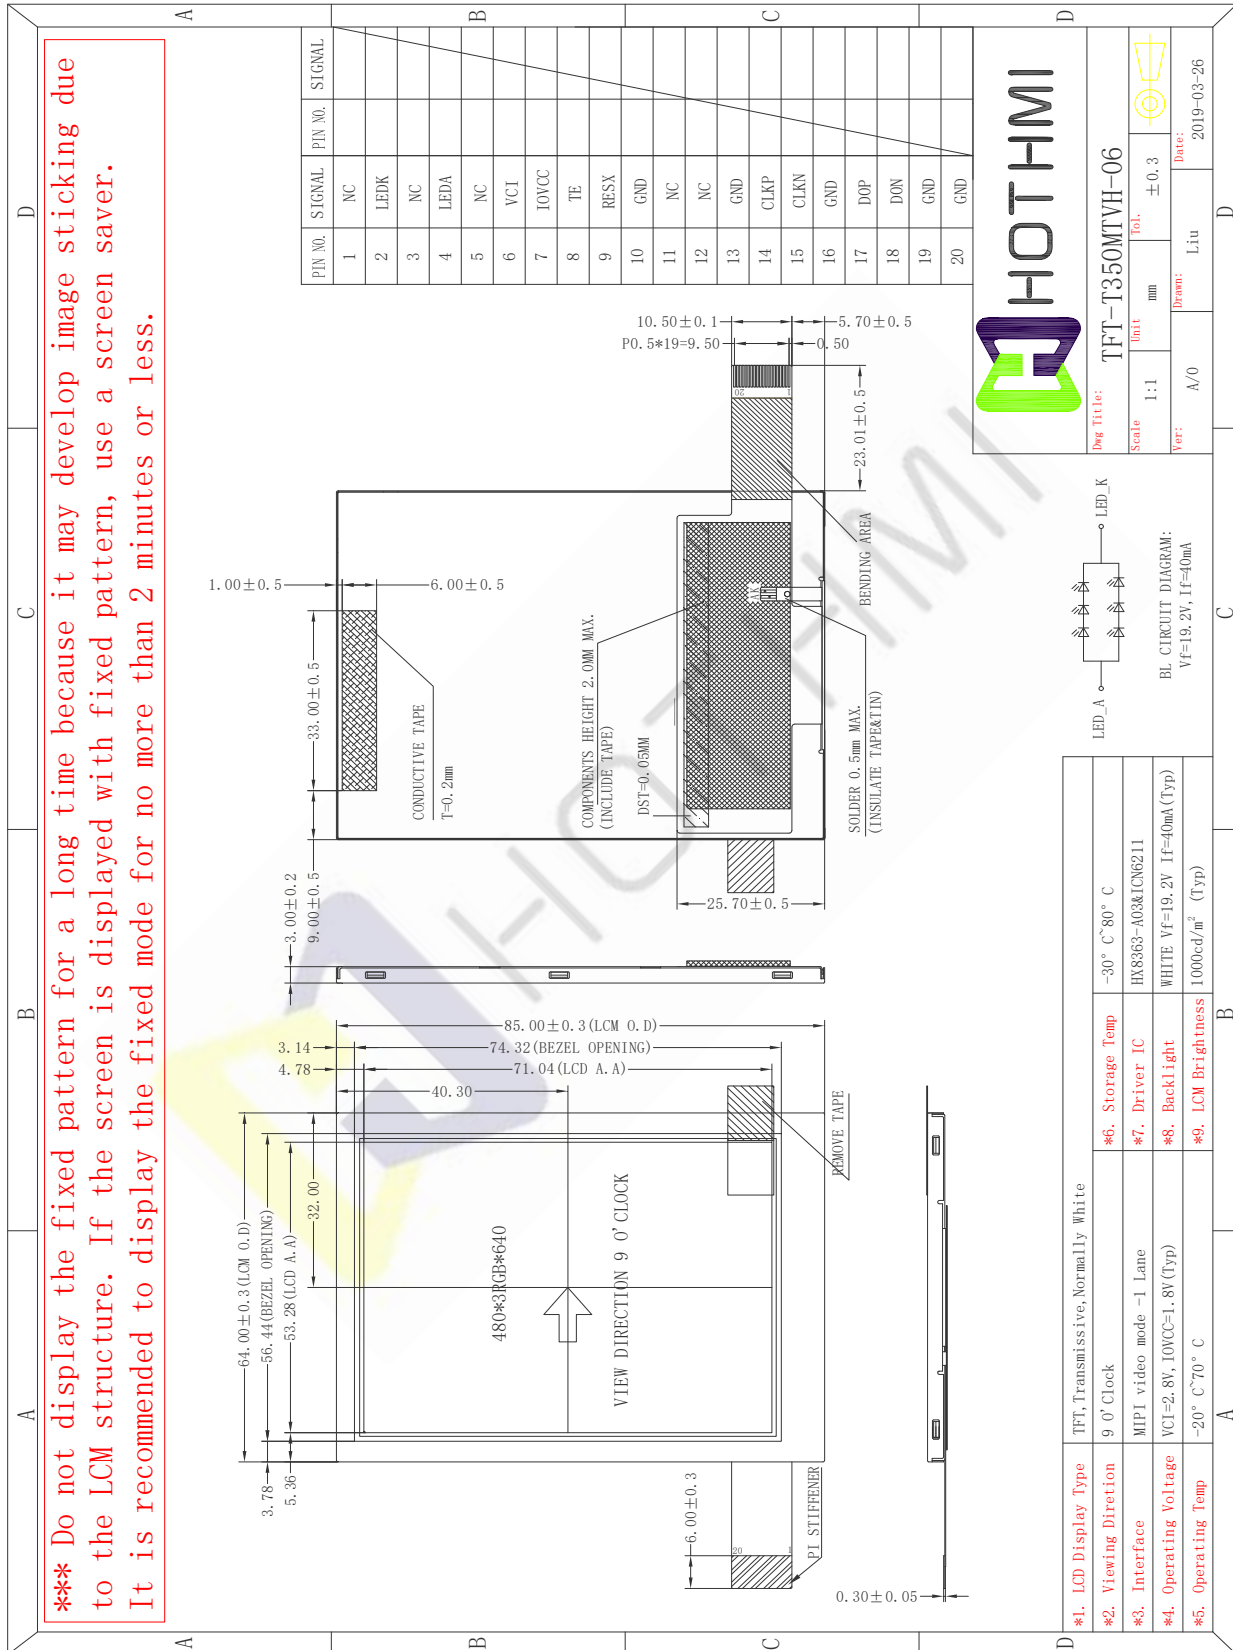 *** Do not display the fixed pattern for a long time because it may develop image sticking due
to the LCM structure. If the screen is displayed with fixed pattern, use a screen saver.
It is recommended to display the fixed mode for no more than 2 minutes or less.
A
B
C
D
A
B
C
D
A
B
C
D
A
B
C
D
64.00±0.3(LCM O.D)
56.44(BEZEL OPENING)
53.28(LCD A.A)
32.00
3.78
5.36
3.14
4.78
85.00±0.3(LCM O.D)
74.32(BEZEL OPENING)
71.04(LCD A.A)
40.30
480*3RGB*640
VIEW DIRECTION 9 O'CLOCK
REMOVE TAPE
6.00±0.3
20
1
PI STIFFENER
0.30±0.05
3.00±0.2
9.00±0.5
33.00±0.5
1.00±0.5
6.00±0.5
CONDUCTIVE TAPE
T=0.2mm
COMPONENTS HEIGHT 2.0MM MAX.
(INCLUDE TAPE)
DST=0.05MM
25.70±0.5
SOLDER 0.5mm MAX.
(INSULATE TAPE&TIN)
AK
BENDING AREA
23.01±0.5
10.50±0.1
P0.5*19=9.50
0.50
5.70±0.5
20
1
PIN NO. SIGNAL PIN NO. SIGNAL
1 NC
2 LEDK
3 NC
4 LEDA
5 NC
6 VCI
7 IOVCC
8 TE
9 RESX
10 GND
11 NC
12 NC
13 GND
14 CLKP
15 CLKN
16 GND
17 DOP
18 DON
19 GND
20 GND
LED_A
LED_K
BL CIRCUIT DIAGRAM:
Vf=19.2V, If=40mA
*1. LCD Display Type TFT, Transmissive, Normally White
*2. Viewing Diretion 9 O'Clock
*3. Interface MIPI video mode -1 Lane
*4. Operating Voltage VCI=2.8V, IOVCC=1.8V(Typ)
*5. Operating Temp -20° C~70° C
*6. Storage Temp -30° C~80° C
*7. Driver IC HX8363-A03&ICN6211
*8. Backlight WHITE Vf=19.2V If=40mA(Typ)
*9. LCM Brightness 1000cd/m² (Typ)
HOTHMI
Dwg Title: TFT-T350MTVH-06
Scale 1:1 Unit mm Tol. ±0.3
Ver: A/0 Drawn: Liu Date: 2019-03-26
HOTHMI